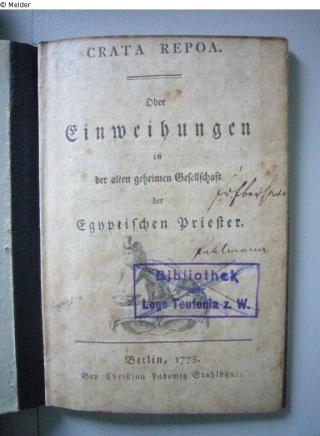 © Melder
CRATA REPOA.
Oder
Einweihungen
in
der alten geheimen Gesellschaft
der
Egyptischen Priester.
Bibliothek
Loge Teutonia z. W.
Berlin, 1778.
Bey Christian Ludewig Stahlbaum.